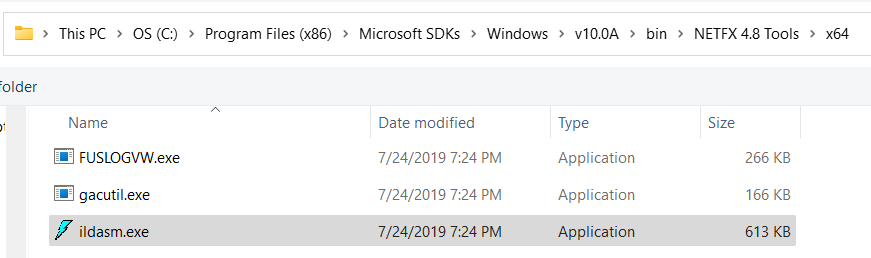 This PC > OS (C:) > Program Files (x86) > Microsoft SDKs > Windows > v10.0A > bin > NETFX 4.8 Tools > x64
folder
Name Date modified Type Size
FUSLOGVW.exe 7/24/2019 7:24 PM Application 266 KB
gacutil.exe 7/24/2019 7:24 PM Application 166 KB
ildasm.exe 7/24/2019 7:24 PM Application 613 KB